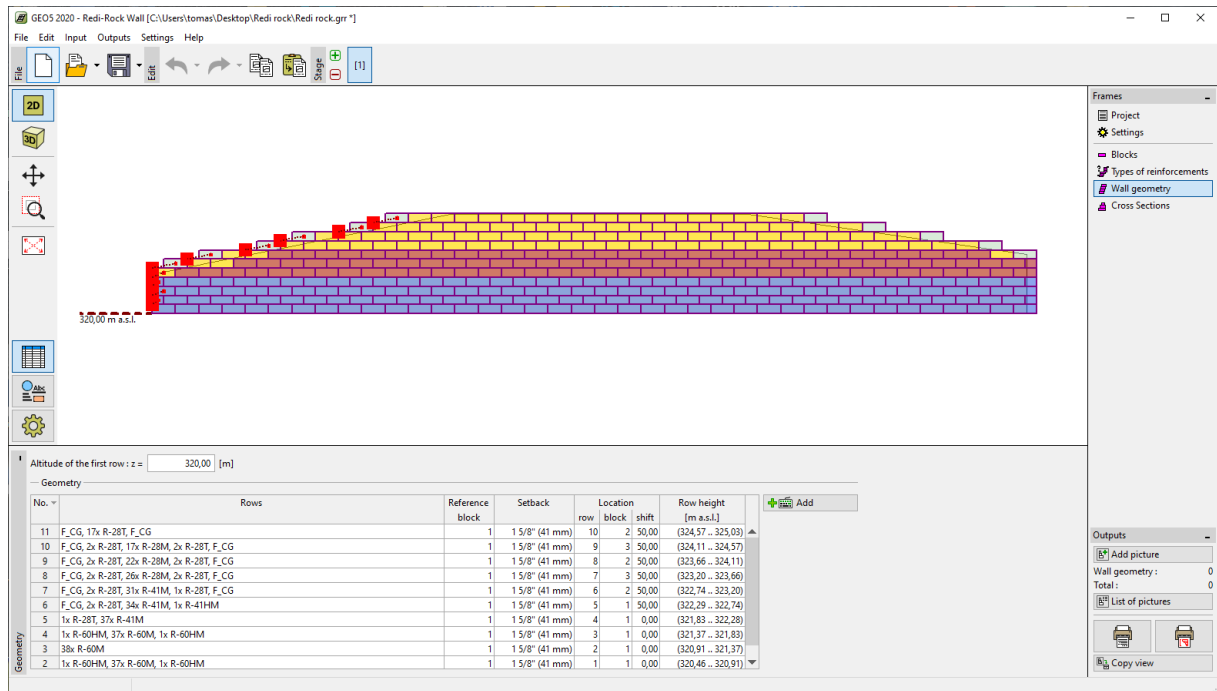 GEO5 2020 - Redi-Rock Wall [C:\Users\tomas\Desktop\Redi rock\Redi rock.grr *]
File Edit Input Outputs Settings Help
File
Edit
Stage
[1]
2D
3D
Abc
320,00 m a.s.l.
Frames
Project
Settings
Blocks
Types of reinforcements
Wall geometry
Cross Sections
Altitude of the first row : z = 320,00 [m]
Geometry
No. Rows Reference block Setback Location row block shift Row height [m a.s.l.]
Add
11 F_CG, 17x R-28T, F_CG 1 1 5/8" (41 mm) 10 2 50,00 (324,57 .. 325,03)
10 F_CG, 2x R-28T, 17x R-28M, 2x R-28T, F_CG 1 1 5/8" (41 mm) 9 3 50,00 (324,11 .. 324,57)
9 F_CG, 2x R-28T, 26x R-28M, 2x R-28T, F_CG 1 1 5/8" (41 mm) 8 2 50,00 (323,66 .. 324,11)
8 F_CG, 2x R-28T, 26x R-28M, 2x R-28T, F_CG 1 1 5/8" (41 mm) 7 3 50,00 (323,20 .. 323,66)
7 F_CG, 2x R-28T, 31x R-41M, 1x R-28T, F_CG 1 1 5/8" (41 mm) 6 2 50,00 (322,74 .. 323,20)
6 F_CG, 2x R-28T, 34x R-41M, 1x R-41HM 1 1 5/8" (41 mm) 5 1 50,00 (322,29 .. 322,74)
5 1x R-28T, 37x R-41M 1 1 5/8" (41 mm) 4 1 0,00 (321,83 .. 322,28)
4 1x R-60HM, 37x R-60M, 1x R-60HM 1 1 5/8" (41 mm) 3 1 0,00 (321,37 .. 321,83)
3 38x R-60M 1 1 5/8" (41 mm) 2 1 0,00 (320,91 .. 321,37)
2 1x R-60HM, 37x R-60M, 1x R-60HM 1 1 5/8" (41 mm) 1 1 0,00 (320,46 .. 320,91)
Geometry
Outputs
Add picture
Wall geometry : 0
Total : 0
List of pictures
Copy view